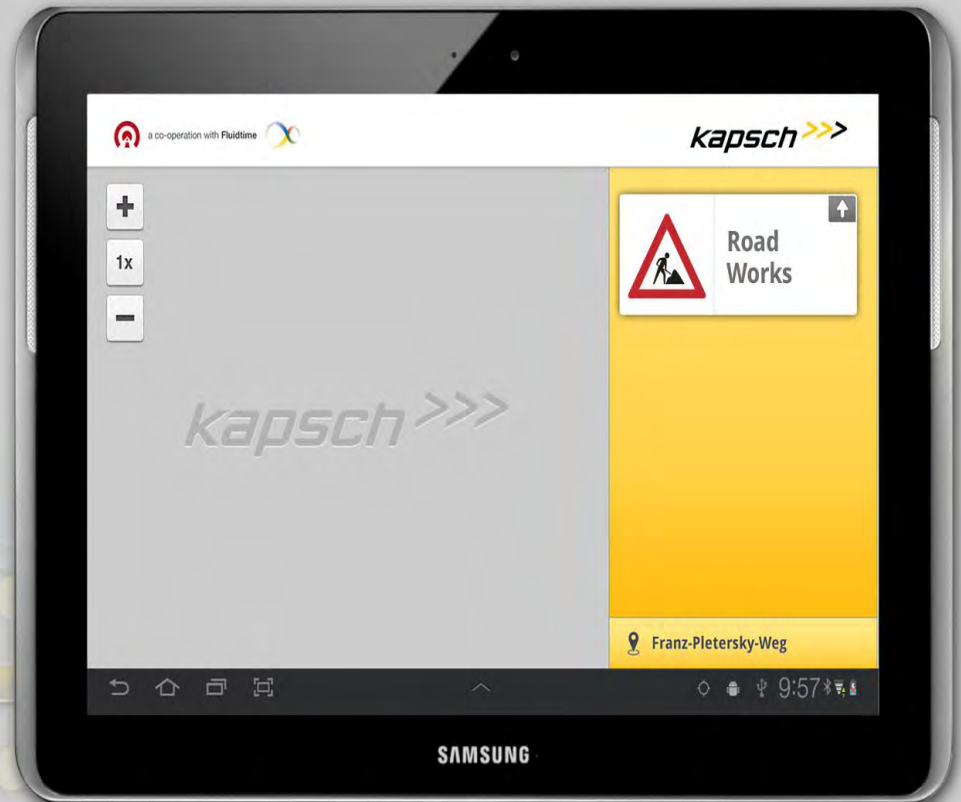 a co-operation with Fluidtime
kapsch >>>
+
1x
−
Road
Works
kapsch >>>
Franz-Pletersky-Weg
9:57
SAMSUNG